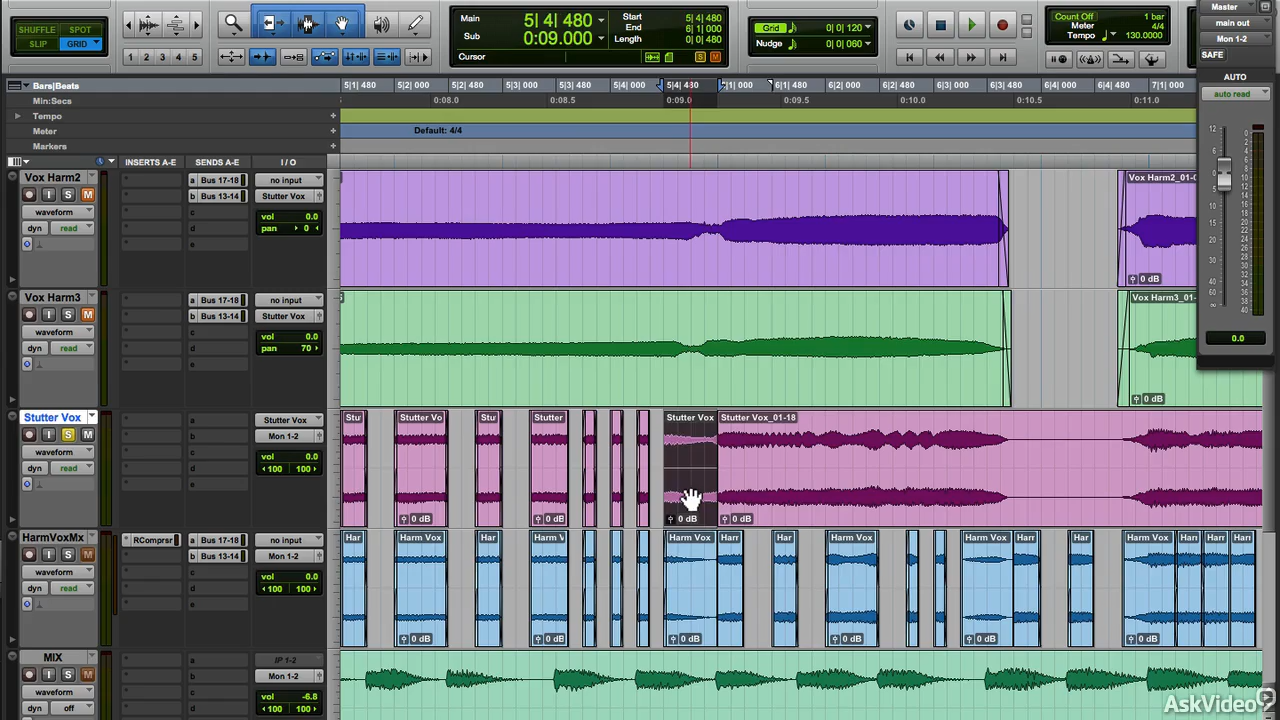 SHUFFLE SPOT
SLIP GRID
1 2 3 4 5
Main 5| 4| 480
Sub 0:09.000
Start 5| 4| 480
End 6| 1| 000
Length 0| 0| 480
Cursor
Grid 0| 0| 120
Nudge 0| 0| 060
Count Off 1 bar
Meter 4/4
Tempo 130.0000
Master
main out
Mon 1-2
SAFE
AUTO
auto read
0.0
Bars|Beats
5|1| 480 5|2| 000 5|2| 480 5|3| 000 5|3| 480 5|4| 000 5|4| 480 6|1| 480 6|2| 000 6|2| 480 6|3| 000 6|3| 480 6|4| 000 6|4| 480 7|1| 000
Min:Secs
0:08.0 0:08.5 0:09.0 0:09.5 0:10.0 0:10.5 0:11.0
Tempo
Meter
Default: 4/4
Markers
INSERTS A-E SENDS A-E I / O
Vox Harm2
I S M
waveform
dyn read
a Bus 17-18
b Bus 13-14
c
d
e
no input
Stutter Vox
vol 0.0
pan 0
0 dB
Vox Harm3
I S M
waveform
dyn read
a Bus 17-18
b Bus 13-14
c
d
e
no input
Stutter Vox
vol 0.0
pan 70
0 dB
Stutter Vox
I S M
waveform
dyn read
a
b
c
d
e
Stutter Vox
Mon 1-2
vol 0.0
100 100
Stutter Vo Stutter Stutter Vox Stutter Vox_01-18
0 dB 0 dB 0 dB 0 dB
HarmVoxMx
I S M
waveform
dyn read
RComprsr
a Bus 17-18
b Bus 13-14
c
d
e
no input
Mon 1-2
vol 0.0
100 100
Har Harm Vox Har Harm V Harm Vox Har Har Harm Vox Harm Vox Har Har Harm Vox Har Har Har
0 dB 0 dB 0 dB 0 dB 0 dB 0 dB
MIX
I S M
waveform
dyn off
a
b
c
d
e
IP 1-2
Mon 1-2
vol -6.8
100 100
AskVideo